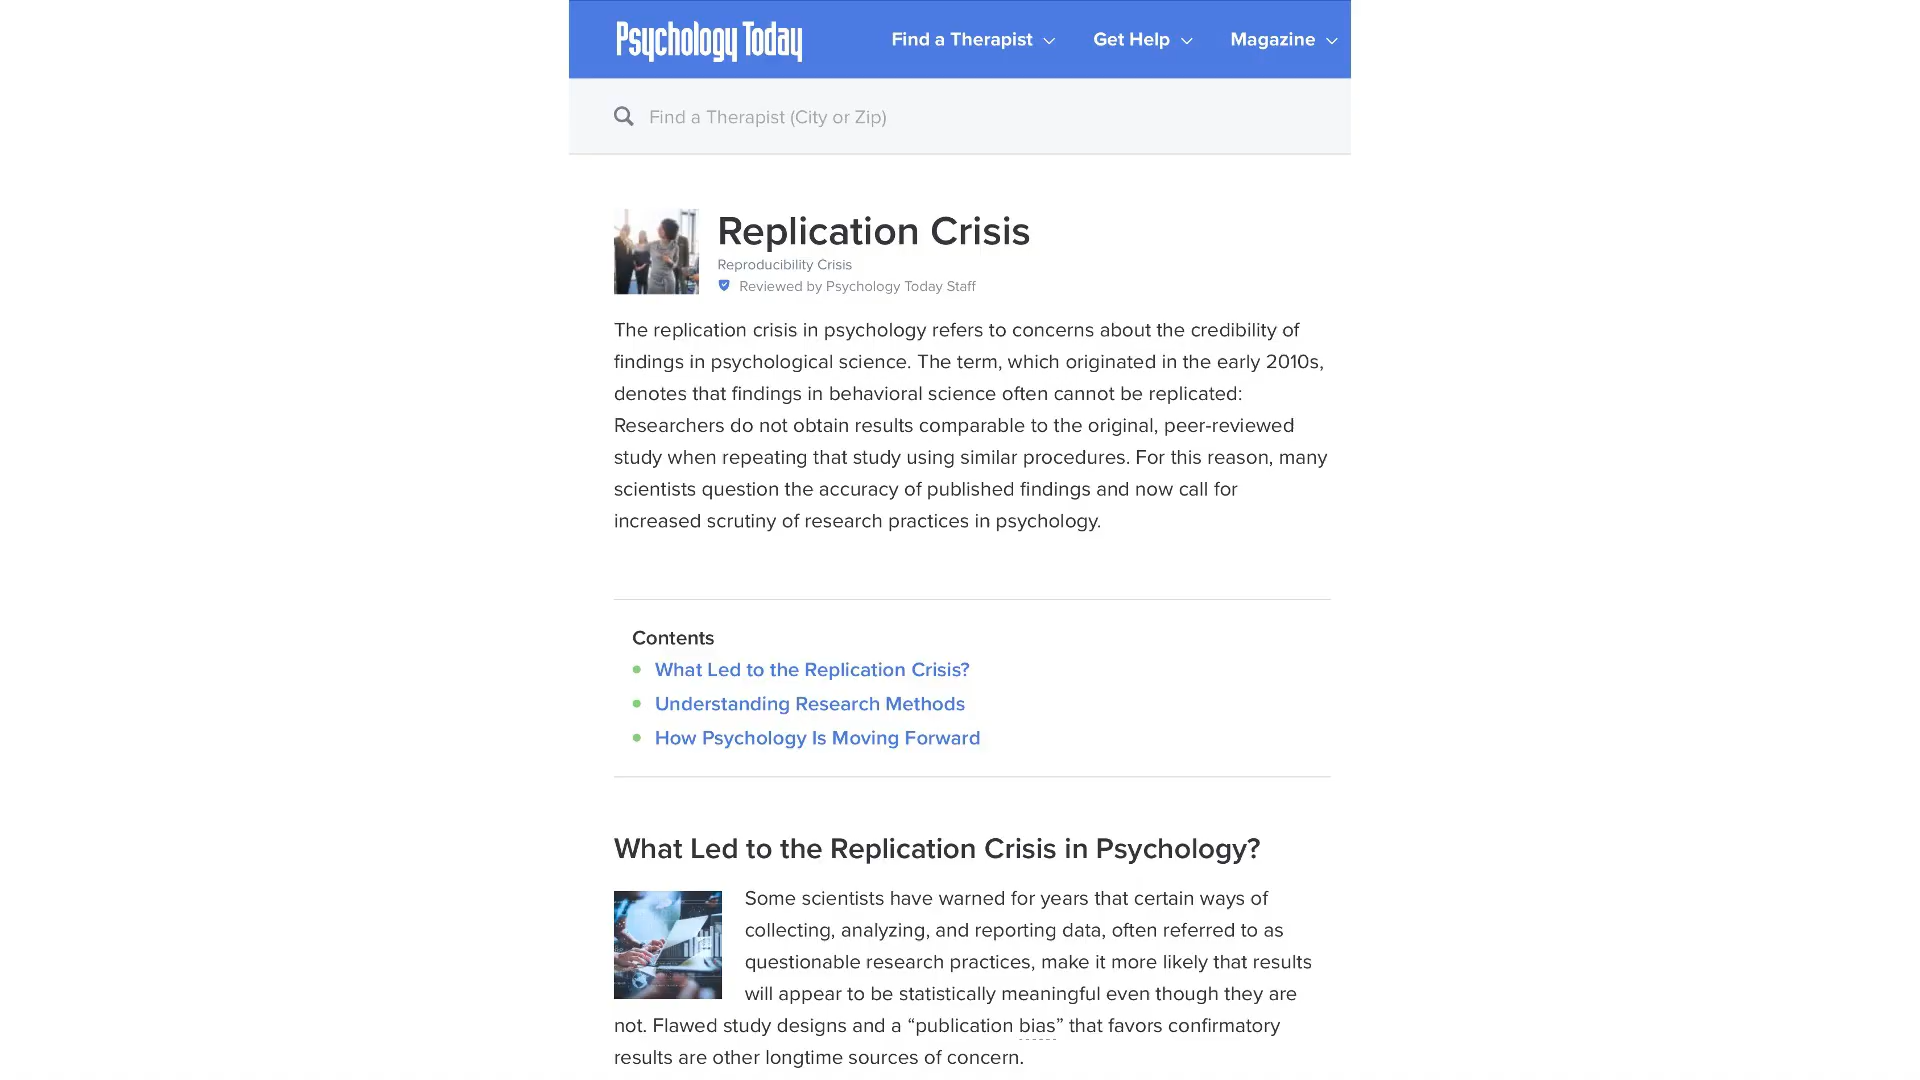 Psychology Today
Find a Therapist
Get Help
Magazine
Find a Therapist (City or Zip)
Replication Crisis
Reproducibility Crisis
Reviewed by Psychology Today Staff
The replication crisis in psychology refers to concerns about the credibility of
findings in psychological science. The term, which originated in the early 2010s,
denotes that findings in behavioral science often cannot be replicated:
Researchers do not obtain results comparable to the original, peer-reviewed
study when repeating that study using similar procedures. For this reason, many
scientists question the accuracy of published findings and now call for
increased scrutiny of research practices in psychology.
Contents
What Led to the Replication Crisis?
Understanding Research Methods
How Psychology Is Moving Forward
What Led to the Replication Crisis in Psychology?
Some scientists have warned for years that certain ways of
collecting, analyzing, and reporting data, often referred to as
questionable research practices, make it more likely that results
will appear to be statistically meaningful even though they are
not. Flawed study designs and a “publication bias” that favors confirmatory
results are other longtime sources of concern.